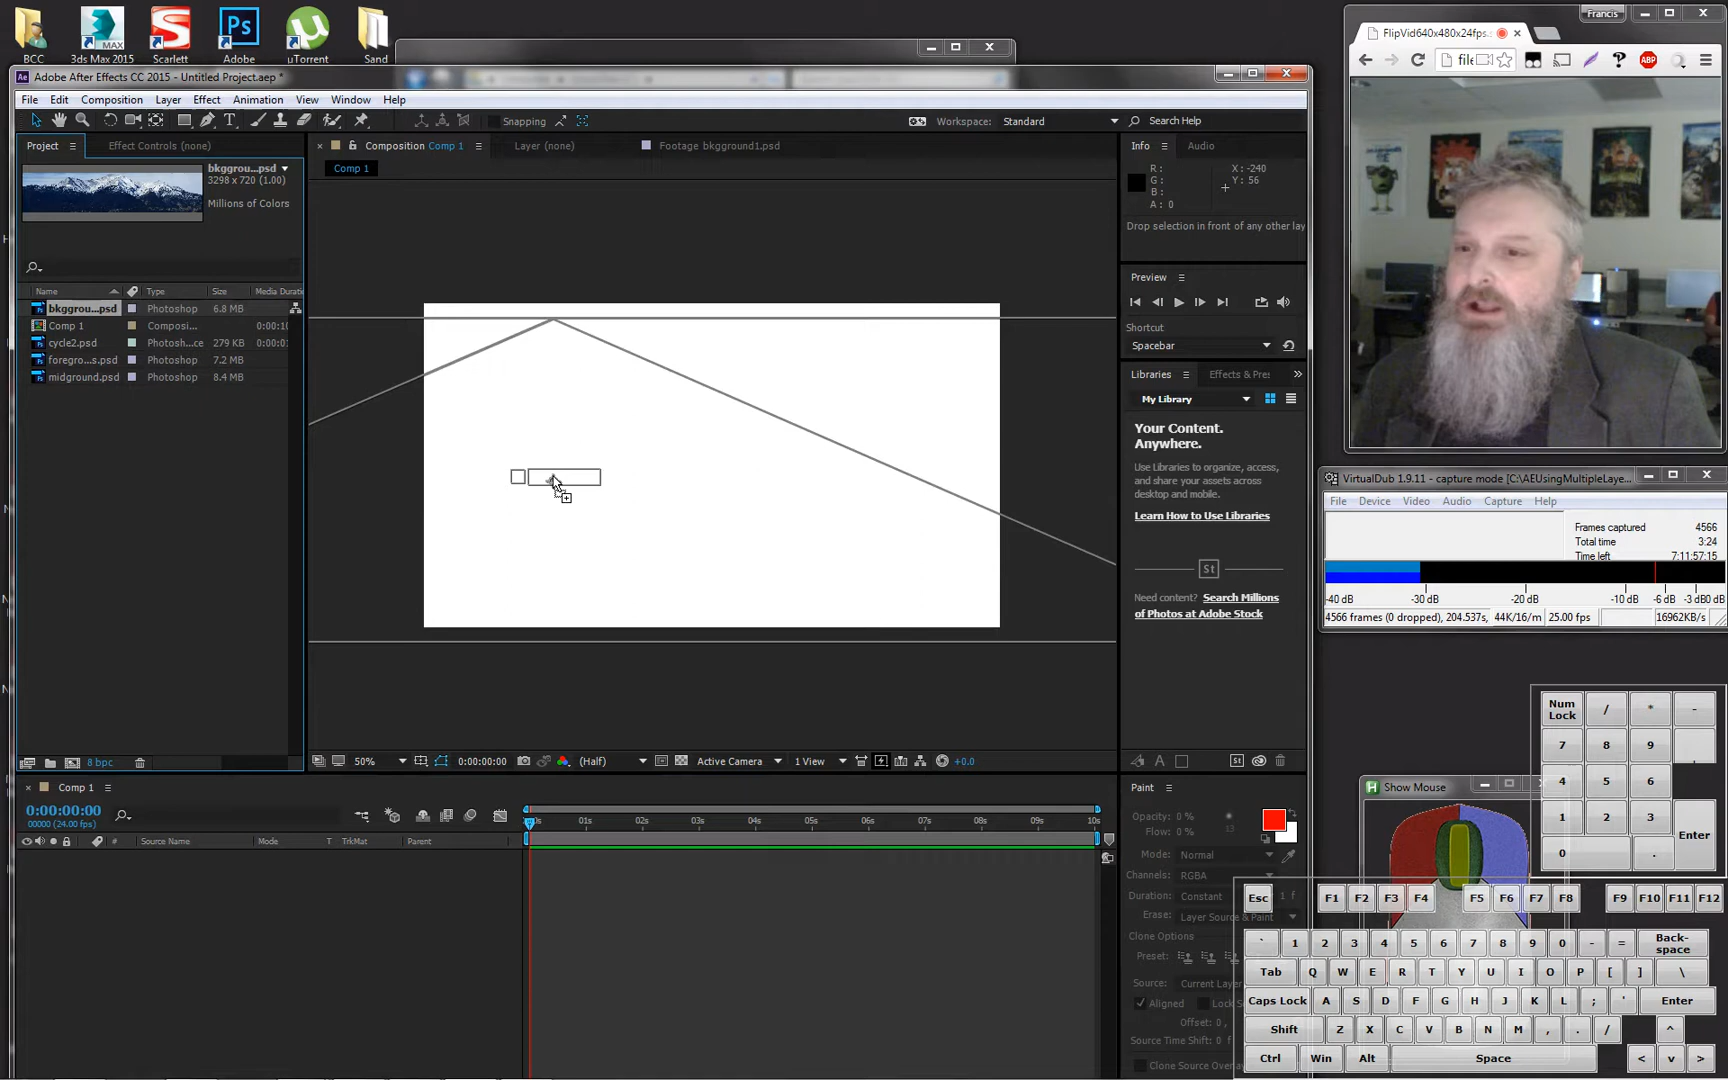 BCC
3ds Max 2015
Scarlett
Adobe
uTorrent
Sand
Adobe After Effects CC 2015 - Untitled Project.aep *
File Edit Composition Layer Effect Animation View Window Help
Snapping
Workspace: Standard
Search Help
Project
Effect Controls (none)
Composition Comp 1
Layer (none)
Footage bkgground1.psd
Comp 1
bkggrou...psd
3298 x 720 (1.00)
Millions of Colors
Name Type Size Media Duratio
bkggrou...psd Photoshop 6.8 MB
Comp 1 Composi... 0:00:10
cycle2.psd Photosh...ce 279 KB 0:00:01
foregro...s.psd Photoshop 7.2 MB
midground.psd Photoshop 8.4 MB
8 bpc
50%
0:00:00:00
(Half)
Active Camera
1 View
+0.0
Info
Audio
R:
G:
B:
A: 0
X: -240
Y: 56
Drop selection in front of any other lay
Preview
Shortcut
Spacebar
Libraries
Effects & Pre
My Library
Your Content.
Anywhere.
Use Libraries to organize, access,
and share your assets across
desktop and mobile.
Learn How to Use Libraries
St
Need content? Search Millions
of Photos at Adobe Stock
Comp 1
0:00:00:00
00000 (24.00 fps)
# Source Name Mode T TrkMat Parent
01s 02s 03s 04s 05s 06s 07s 08s 09s 10s
Paint
Opacity: 0 %
Flow: 0 %
13
Mode: Normal
Channels: RGBA
Duration: Constant 1 f
Erase: Layer Source & Paint
Clone Options
Preset:
Source: Current Layer
Aligned
Lock S
Offset: 0 ,
Source Time Shift: 0 f
Clone Source Overlay
Francis
FlipVid640x480x24fps.s
file
ABP
VirtualDub 1.9.11 - capture mode [C:\AEUsingMultipleLaye...
File Device Video Audio Capture Help
Frames captured 4566
Total time 3:24
Time left 7:11:57:15
-40 dB -30 dB -20 dB -10 dB -6 dB -3 dB 0 dB
4566 frames (0 dropped), 204.537s, 44K/16/m 25.00 fps 16962KB/s
Num Lock / * -
7 8 9
4 5 6
1 2 3 Enter
0 .
Show Mouse
Esc F1 F2 F3 F4 F5 F6 F7 F8 F9 F10 F11 F12
` 1 2 3 4 5 6 7 8 9 0 - = Back-space
Tab Q W E R T Y U I O P [ ] \
Caps Lock A S D F G H J K L ; ' Enter
Shift Z X C V B N M , . / ^
Ctrl Win Alt Space < v >